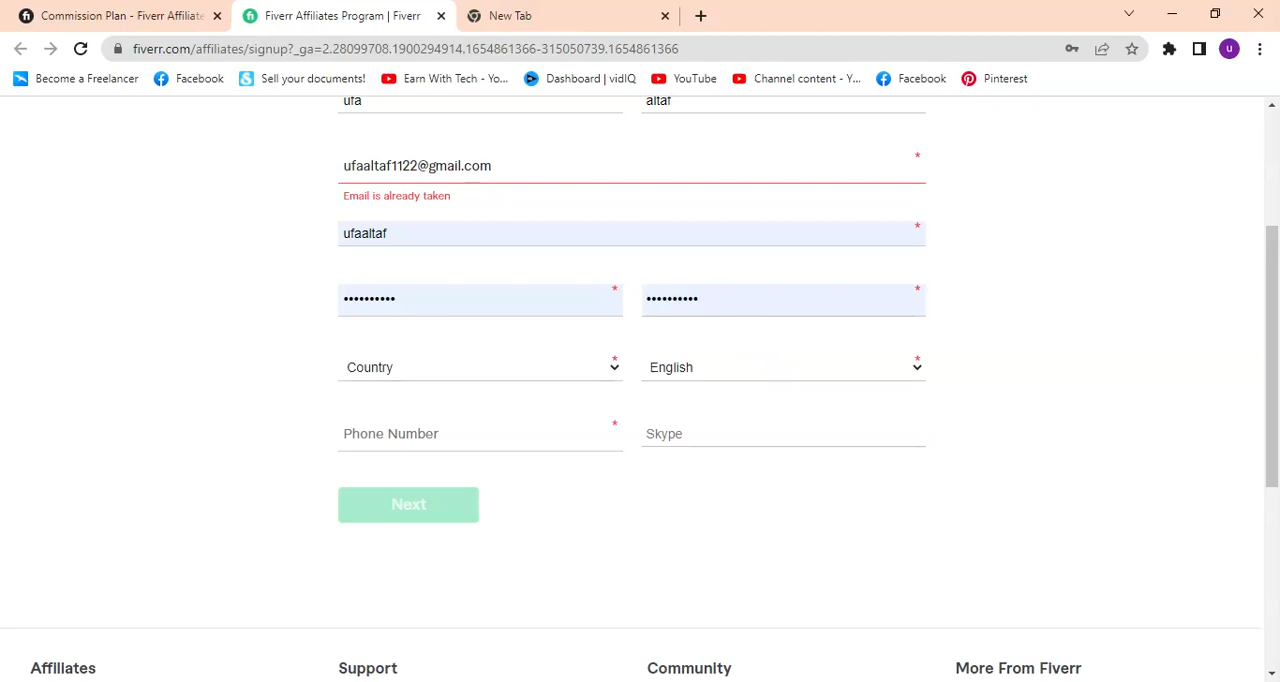 Commission Plan - Fiverr Affiliate
Fiverr Affiliates Program | Fiverr
New Tab
fiverr.com/affiliates/signup?_ga=2.28099708.1900294914.1654861366-315050739.1654861366
U
Become a Freelancer
Facebook
Sell your documents!
Earn With Tech - Yo...
Dashboard | vidIQ
YouTube
Channel content - Y...
Facebook
Pinterest
ufa
altaf
ufaaltaf1122@gmail.com *
Email is already taken
ufaaltaf *
•••••••••• *
•••••••••• *
Country *
English *
Phone Number *
Skype
Next
Affiliates
Support
Community
More From Fiverr